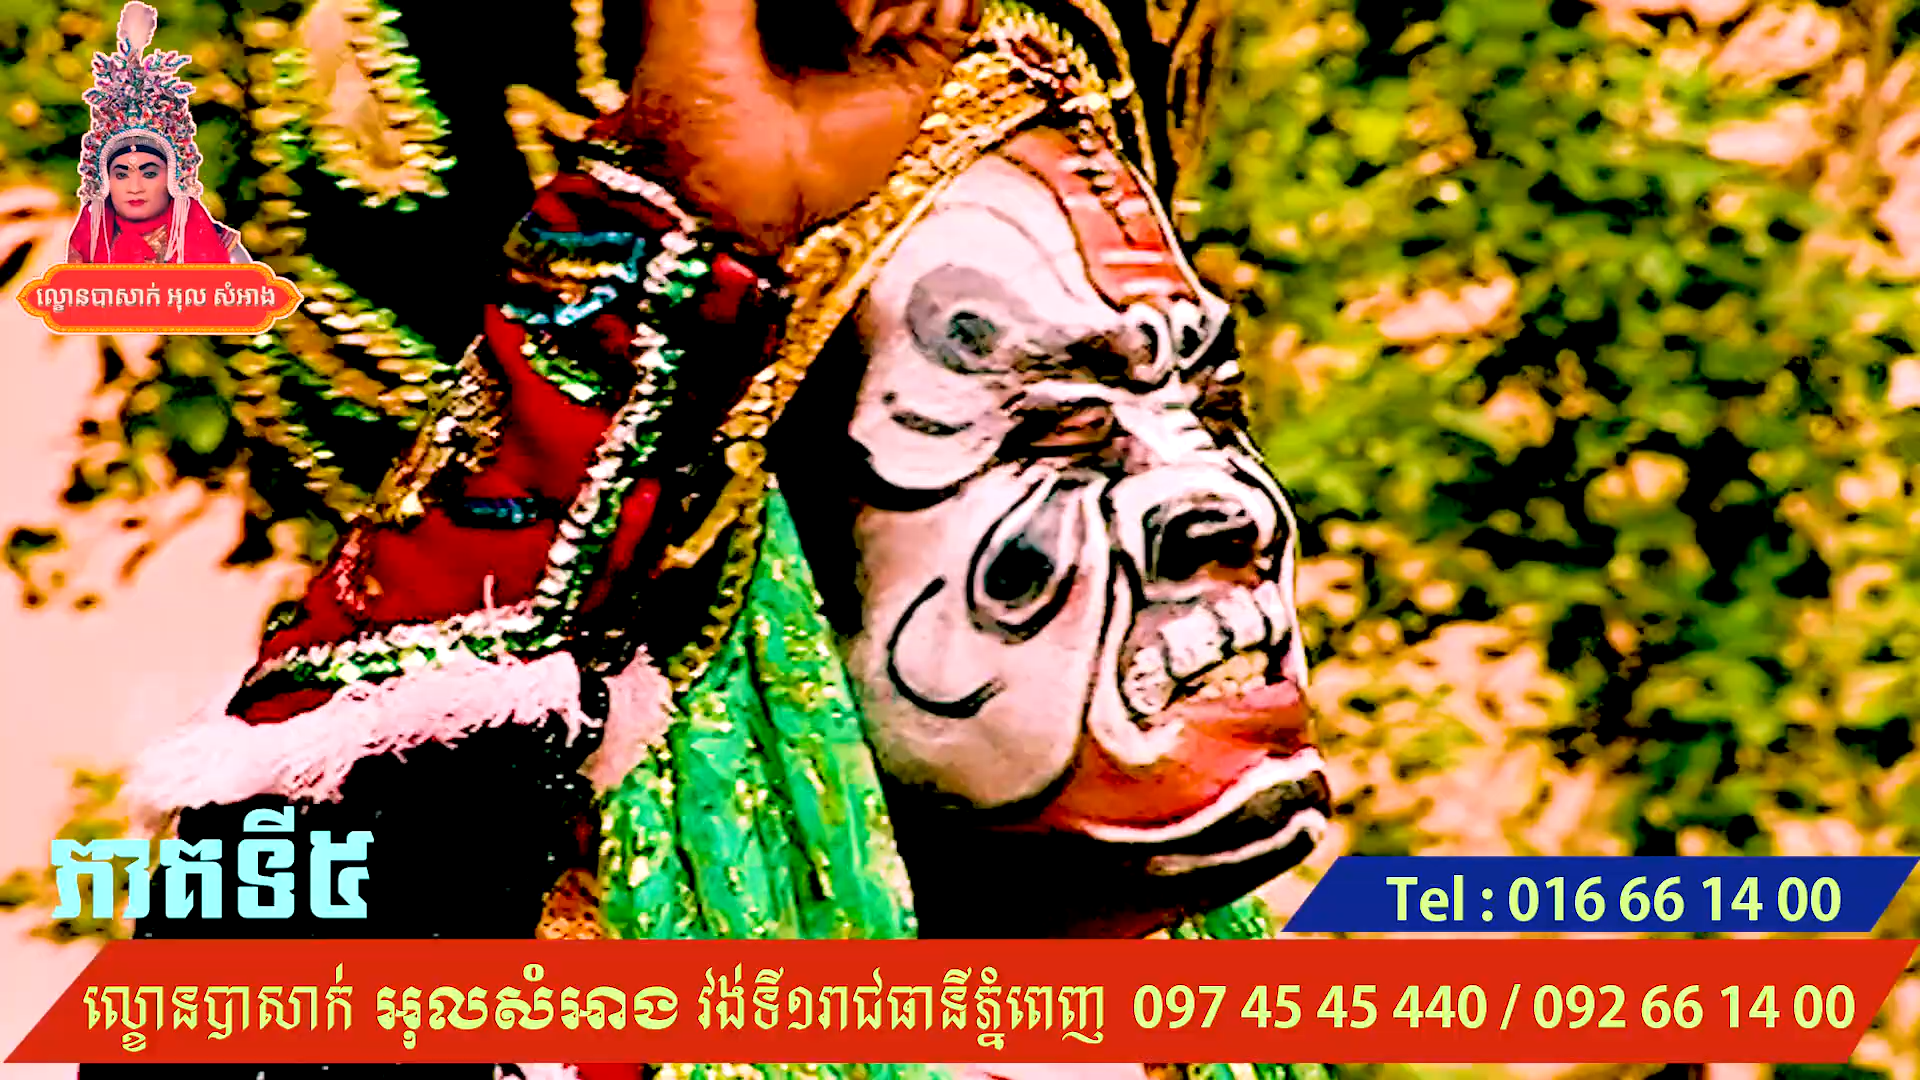 ល្ខោនបាសាក់ អុល សំអាង
ភាគទី៥
Tel : 016 66 14 00
ល្ខោនបាសាក់ អុលសំអាង វង់ទី១រាជធានីភ្នំពេញ 097 45 45 440 / 092 66 14 00